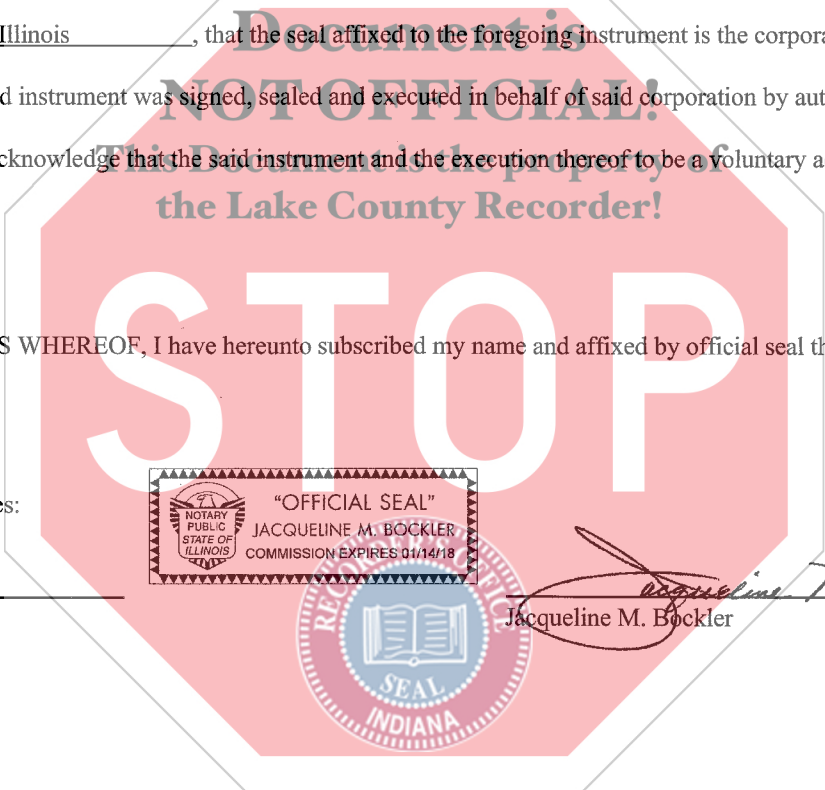 Document is
Illinois , that the seal affixed to the foregoing instrument is the corpora
NOT OFFICIAL!
d instrument was signed, sealed and executed in behalf of said corporation by aut
This Document is the property of
cknowledge that the said instrument and the execution thereof to be a voluntary a
the Lake County Recorder!
STOP
S WHEREOF, I have hereunto subscribed my name and affixed by official seal th
es:
NOTARY
PUBLIC
STATE OF
ILLINOIS
"OFFICIAL SEAL"
JACQUELINE M. BOCKLER
COMMISSION EXPIRES 01/14/18
Jacqueline
Jacqueline M. Bockler
RECORDER'S OFFICE
SEAL
INDIANA